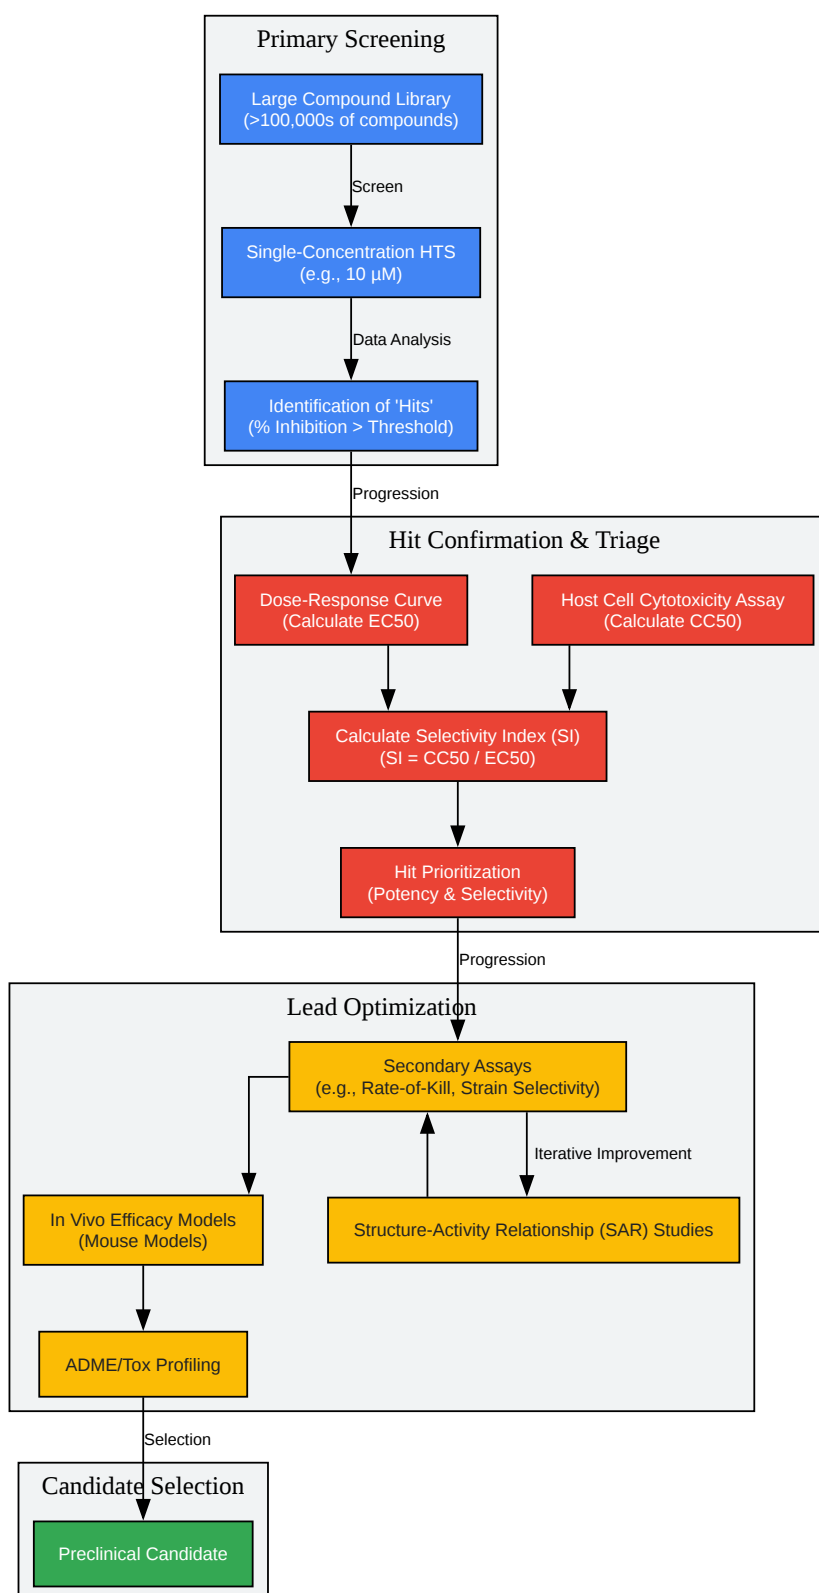 Primary Screening
Large Compound Library
(>100,000s of compounds)
Screen
Single-Concentration HTS
(e.g., 10 µM)
Data Analysis
Identification of 'Hits'
(% Inhibition > Threshold)
Progression
Hit Confirmation & Triage
Dose-Response Curve
(Calculate EC50)
Host Cell Cytotoxicity Assay
(Calculate CC50)
Calculate Selectivity Index (SI)
(SI = CC50 / EC50)
Hit Prioritization
(Potency & Selectivity)
Progression
Lead Optimization
Secondary Assays
(e.g., Rate-of-Kill, Strain Selectivity)
Iterative Improvement
In Vivo Efficacy Models
(Mouse Models)
Structure-Activity Relationship (SAR) Studies
ADME/Tox Profiling
Selection
Candidate Selection
Preclinical Candidate